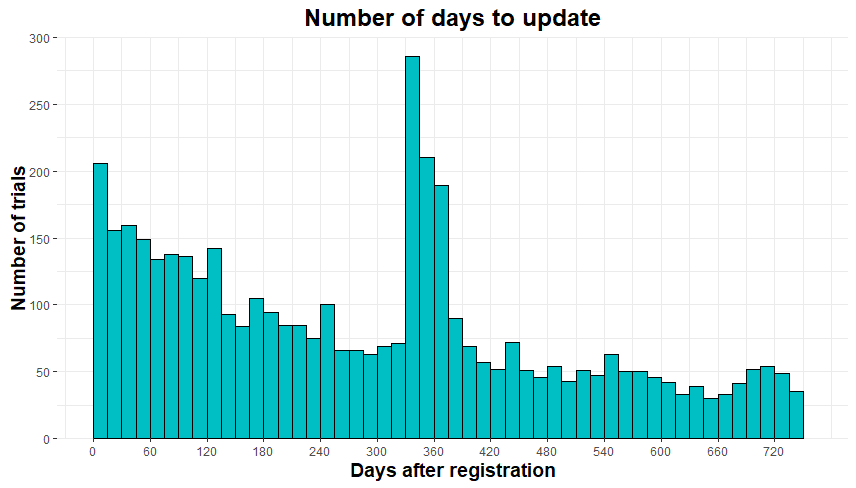 Number of days to update
Number of trials
300
250
200
150
100
50
0
0 60 120 180 240 300 360 420 480 540 600 660 720
Days after registration